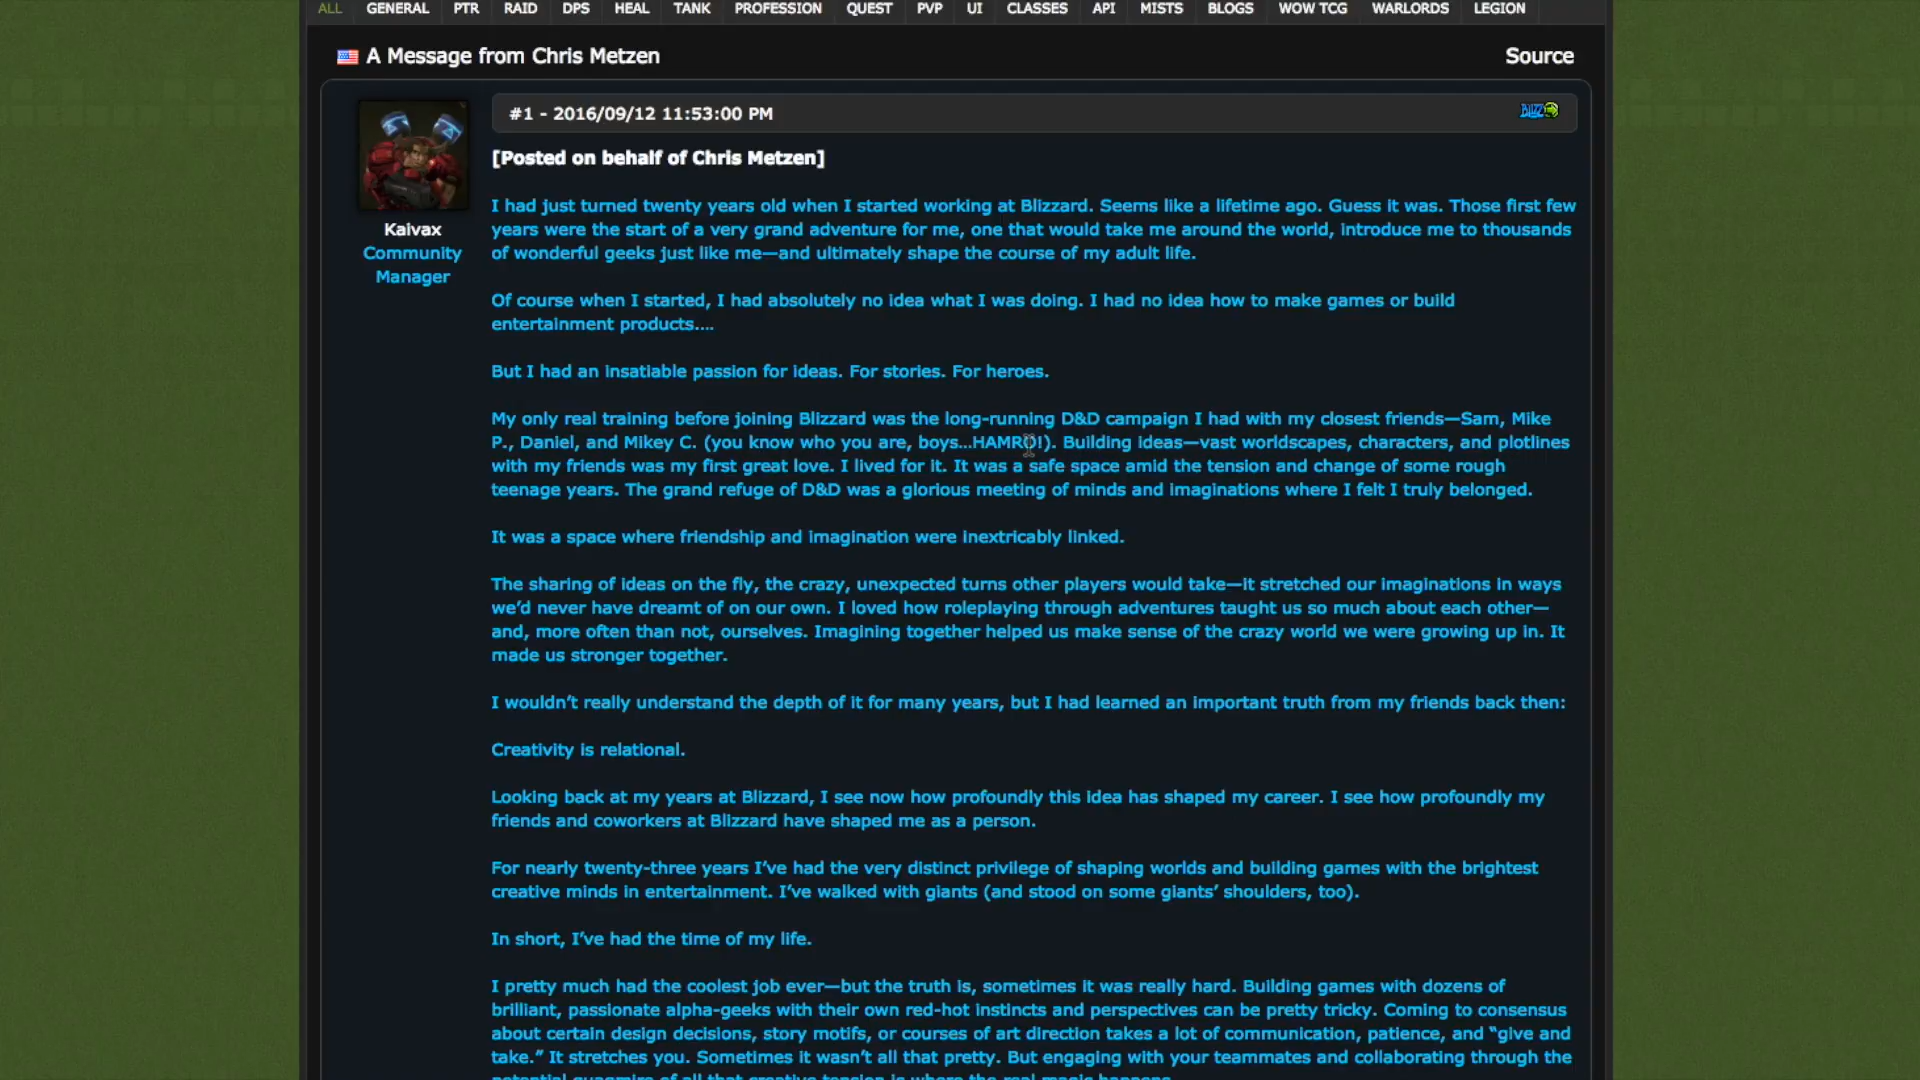 ALL GENERAL PTR RAID DPS HEAL TANK PROFESSION QUEST PVP UI CLASSES API MISTS BLOGS WOW TCG WARLORDS LEGION
A Message from Chris Metzen Source
#1 - 2016/09/12 11:53:00 PM BLIZZ
Kaivax
Community
Manager
[Posted on behalf of Chris Metzen]
I had just turned twenty years old when I started working at Blizzard. Seems like a lifetime ago. Guess it was. Those first few
years were the start of a very grand adventure for me, one that would take me around the world, introduce me to thousands
of wonderful geeks just like me—and ultimately shape the course of my adult life.
Of course when I started, I had absolutely no idea what I was doing. I had no idea how to make games or build
entertainment products….
But I had an insatiable passion for ideas. For stories. For heroes.
My only real training before joining Blizzard was the long-running D&D campaign I had with my closest friends—Sam, Mike
P., Daniel, and Mikey C. (you know who you are, boys…HAMRO!). Building ideas—vast worldscapes, characters, and plotlines
with my friends was my first great love. I lived for it. It was a safe space amid the tension and change of some rough
teenage years. The grand refuge of D&D was a glorious meeting of minds and imaginations where I felt I truly belonged.
It was a space where friendship and imagination were inextricably linked.
The sharing of ideas on the fly, the crazy, unexpected turns other players would take—it stretched our imaginations in ways
we’d never have dreamt of on our own. I loved how roleplaying through adventures taught us so much about each other—
and, more often than not, ourselves. Imagining together helped us make sense of the crazy world we were growing up in. It
made us stronger together.
I wouldn’t really understand the depth of it for many years, but I had learned an important truth from my friends back then:
Creativity is relational.
Looking back at my years at Blizzard, I see now how profoundly this idea has shaped my career. I see how profoundly my
friends and coworkers at Blizzard have shaped me as a person.
For nearly twenty-three years I’ve had the very distinct privilege of shaping worlds and building games with the brightest
creative minds in entertainment. I’ve walked with giants (and stood on some giants’ shoulders, too).
In short, I’ve had the time of my life.
I pretty much had the coolest job ever—but the truth is, sometimes it was really hard. Building games with dozens of
brilliant, passionate alpha-geeks with their own red-hot instincts and perspectives can be pretty tricky. Coming to consensus
about certain design decisions, story motifs, or courses of art direction takes a lot of communication, patience, and “give and
take.” It stretches you. Sometimes it wasn’t all that pretty. But engaging with your teammates and collaborating through the
potential quagmire of all that creative tension is where the real magic happens.